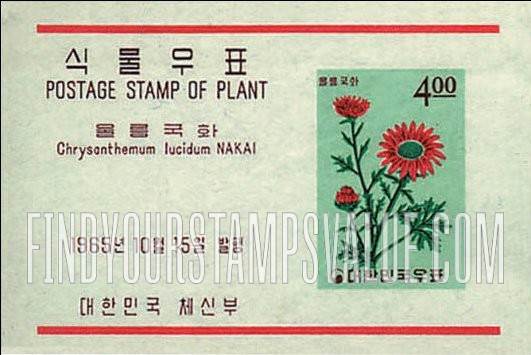 식물우표
POSTAGE STAMP OF PLANT
울릉국화
Chrysanthemum lucidum NAKAI
1965년 10월 15일 발행
대한민국 체신부
울릉국화
4.00
대한민국우표
FINDYOURSTAMPSVALUE.COM